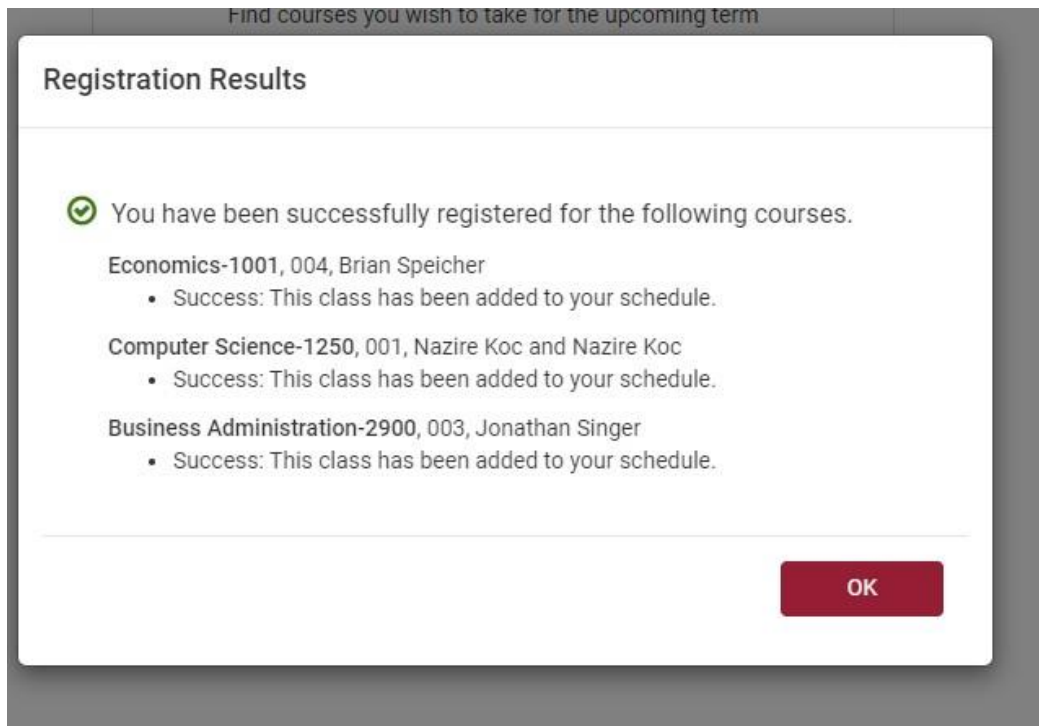 Find courses you wish to take for the upcoming term
Registration Results
You have been successfully registered for the following courses.
Economics-1001, 004, Brian Speicher
• Success: This class has been added to your schedule.
Computer Science-1250, 001, Nazire Koc and Nazire Koc
• Success: This class has been added to your schedule.
Business Administration-2900, 003, Jonathan Singer
• Success: This class has been added to your schedule.
OK